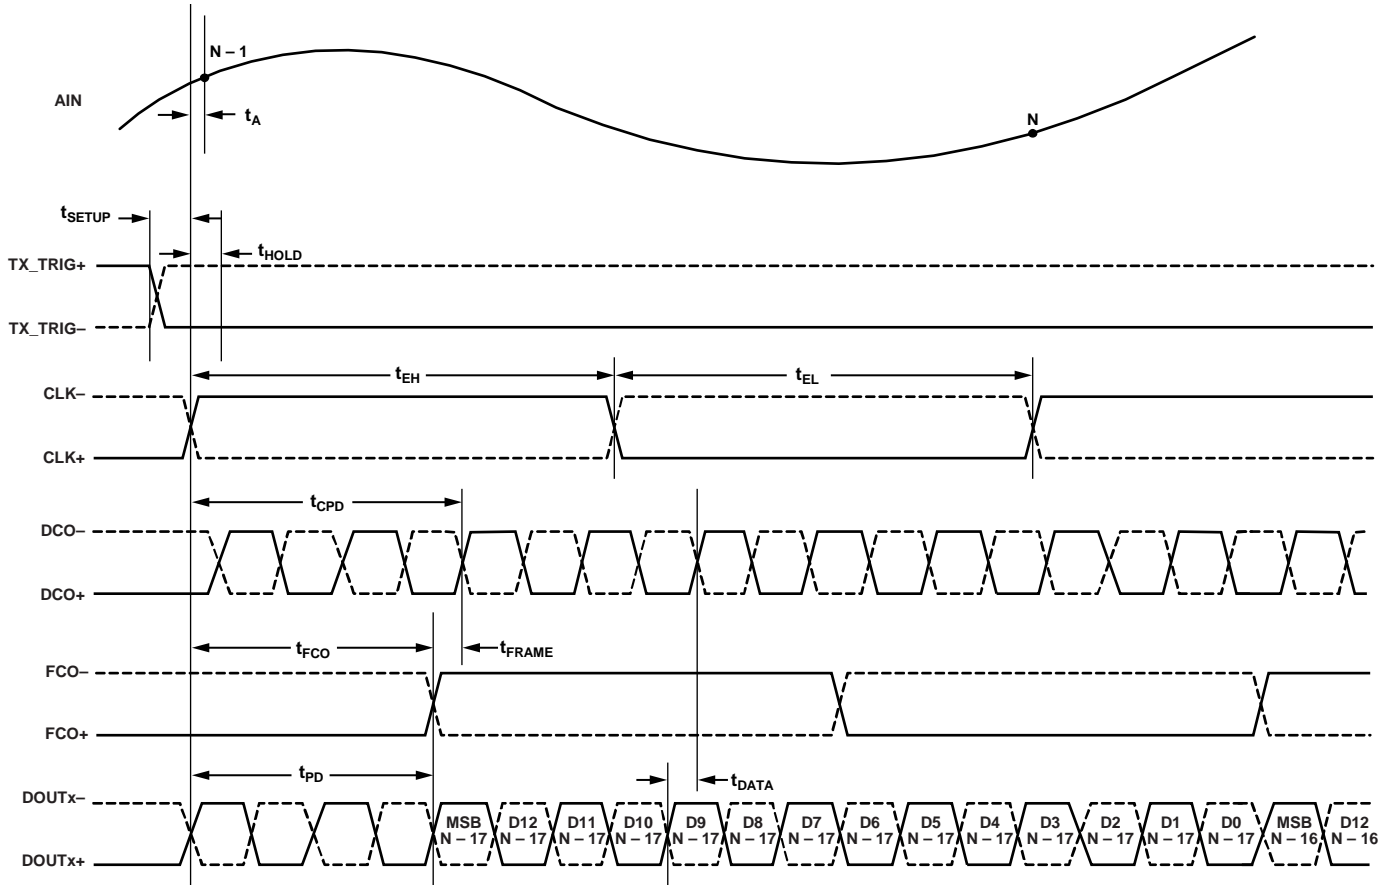 N – 1
AIN
tA
N
tSETUP
tHOLD
TX_TRIG+
TX_TRIG–
tEH
tEL
CLK–
CLK+
tCPD
DCO–
DCO+
tFCO
tFRAME
FCO–
FCO+
tPD
tDATA
DOUTx–
MSB D12 D11 D10 D9 D8 D7 D6 D5 D4 D3 D2 D1 D0 MSB D12
N – 17 N – 17 N – 17 N – 17 N – 17 N – 17 N – 17 N – 17 N – 17 N – 17 N – 17 N – 17 N – 17 N – 17 N – 16 N – 16
DOUTx+